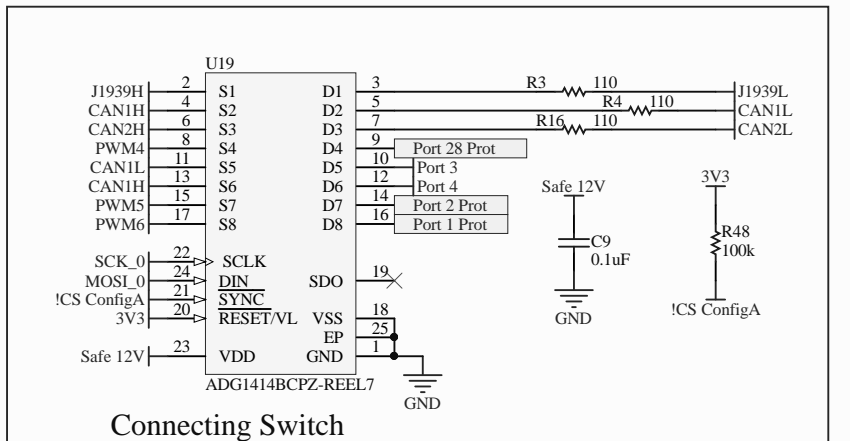 U19
J1939H 2 S1 D1 3 R3 110 J1939L
CAN1H 4 S2 D2 5 R4 110 CAN1L
CAN2H 6 S3 D3 7 R16 110 CAN2L
PWM4 8 S4 D4 9 Port 28 Prot
CAN1L 11 S5 D5 10 Port 3
CAN1H 13 S6 D6 12 Port 4
PWM5 15 S7 D7 14 Port 2 Prot
PWM6 17 S8 D8 16 Port 1 Prot
SCK_0 22 SCLK
MOSI_0 24 DIN SDO 19
!CS ConfigA 21 SYNC
3V3 20 RESET/VL VSS 18
EP 25
Safe 12V 23 VDD GND 1
ADG1414BCPZ-REEL7
GND
Safe 12V
C9
0.1uF
GND
3V3
R48
100k
!CS ConfigA
Connecting Switch